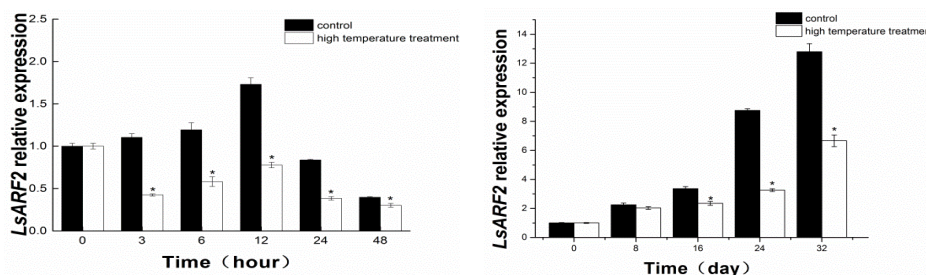 control
high temperature treatment
LsARF2 relative expression
2.5
2.0
1.5
1.0
0.5
0.0
* * * * *
0 3 6 12 24 48
Time（hour）
control
high temperature treatment
LsARF2 relative expression
14
12
10
8
6
4
2
0
* * *
0 8 16 24 32
Time（day）